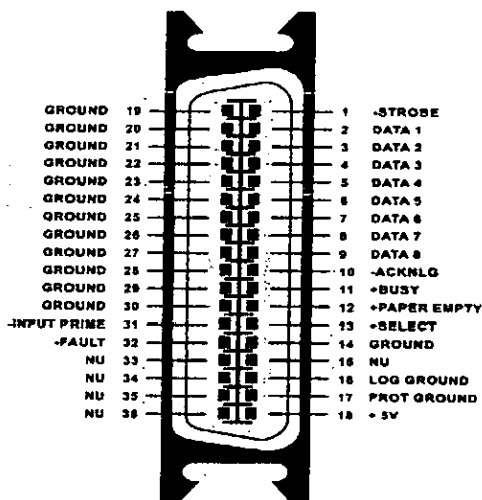 GROUND 19
GROUND 20
GROUND 21
GROUND 22
GROUND 23
GROUND 24
GROUND 25
GROUND 26
GROUND 27
GROUND 28
GROUND 29
GROUND 30
-INPUT PRIME 31
-FAULT 32
NU 33
NU 34
NU 35
NU 36
1 -STROBE
2 DATA 1
3 DATA 2
4 DATA 3
5 DATA 4
6 DATA 5
7 DATA 6
8 DATA 7
9 DATA 8
10 -ACKNLG
11 +BUSY
12 +PAPER EMPTY
13 +SELECT
14 GROUND
15 NU
16 LOG GROUND
17 PROT GROUND
18 + 5V